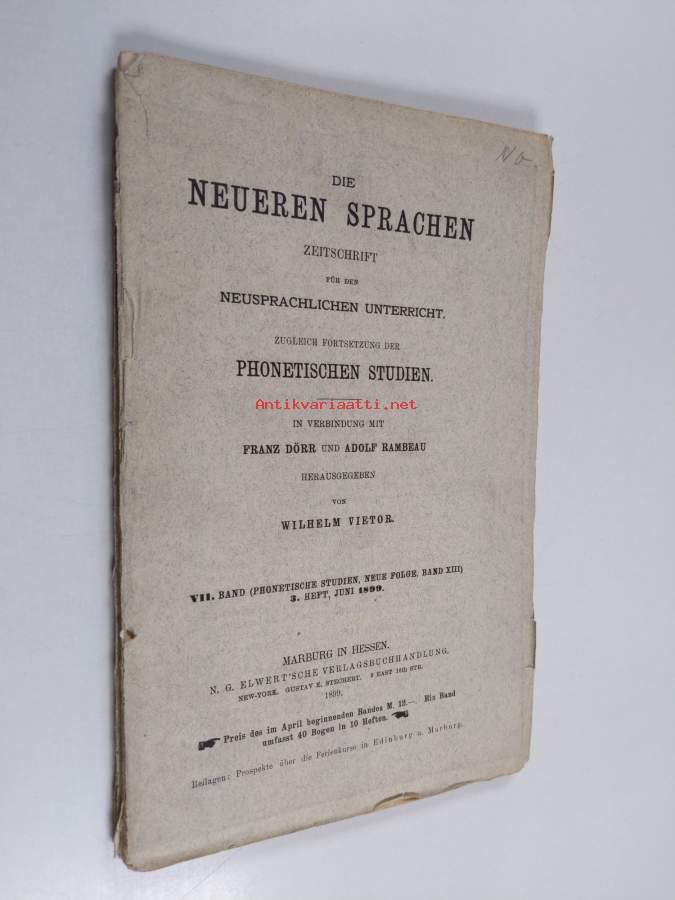 No
DIE
NEUEREN SPRACHEN
ZEITSCHRIFT
FÜR DEN
NEUSPRACHLICHEN UNTERRICHT.
ZUGLEICH FORTSETZUNG DER
PHONETISCHEN STUDIEN.
Antikvariaatti.net
IN VERBINDUNG MIT
FRANZ DÖRR UND ADOLF RAMBEAU
HERAUSGEGEBEN
VON
WILHELM VIETOR.
VII. BAND (PHONETISCHE STUDIEN, NEUE FOLGE, BAND XIII)
3. HEFT, JUNI 1899.
MARBURG IN HESSEN.
N. G. ELWERT'SCHE VERLAGSBUCHHANDLUNG.
NEW-YORK. GUSTAV E. STECHERT. 9 EAST 16th STR.
1899.
Preis des im April beginnenden Bandes M. 12.—. Ein Band
umfasst 40 Bogen in 10 Heften.
Beilagen: Prospekte über die Ferienkurse in Edinburg u. Marburg.